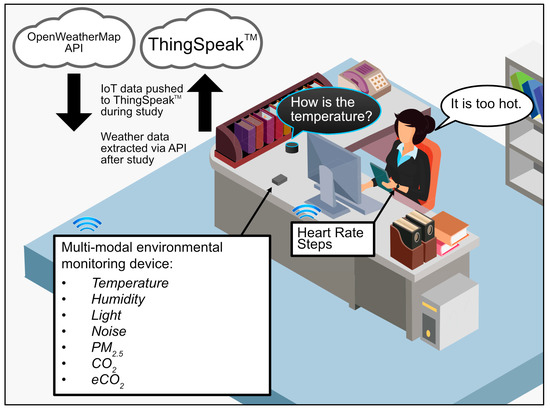 OpenWeatherMap
API
ThingSpeak™
IoT data pushed
to ThingSpeak™
during study
Weather data
extracted via API
after study
How is the
temperature?
It is too hot.
Heart Rate
Steps
Multi-modal environmental
monitoring device:
• Temperature
• Humidity
• Light
• Noise
• PM2.5
• CO2
• eCO2